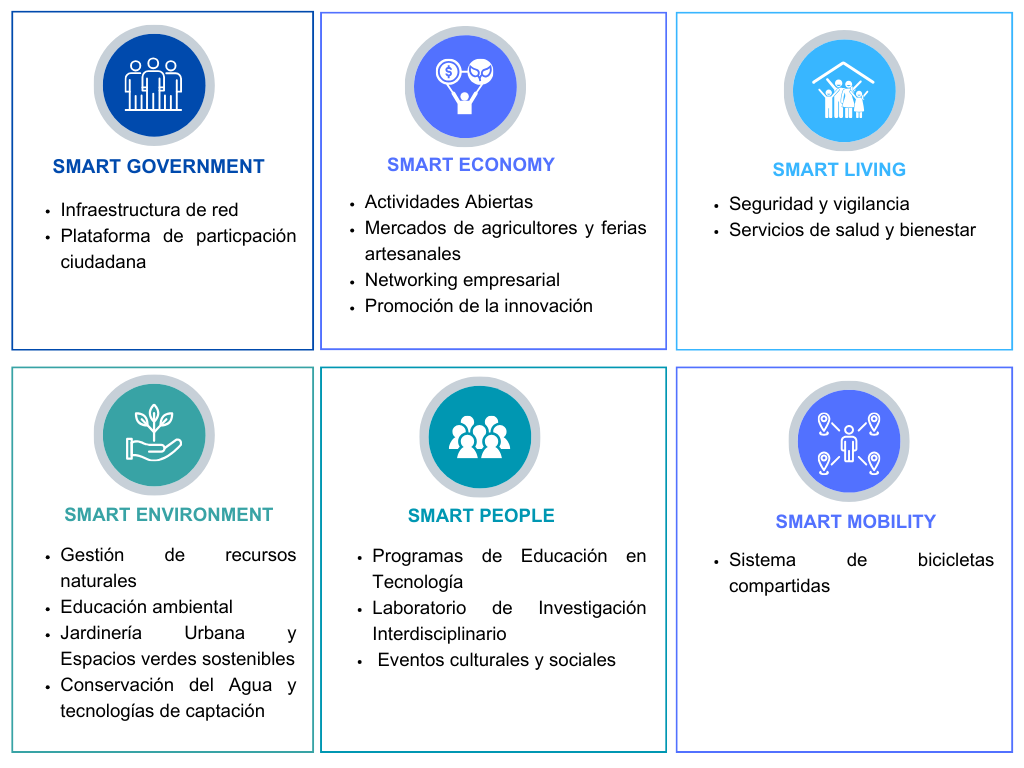 SMART GOVERNMENT
Infraestructura de red
Plataforma de particpación
ciudadana
SMART ECONOMY
Actividades Abiertas
Mercados de agricultores y ferias
artesanales
Networking empresarial
Promoción de la innovación
SMART LIVING
Seguridad y vigilancia
Servicios de salud y bienestar
SMART ENVIRONMENT
Gestión de recursos
naturales
Educación ambiental
Jardinería Urbana y
Espacios verdes sostenibles
Conservación del Agua y
tecnologías de captación
SMART PEOPLE
Programas de Educación en
Tecnología
Laboratorio de Investigación
Interdisciplinario
Eventos culturales y sociales
SMART MOBILITY
Sistema de bicicletas
compartidas